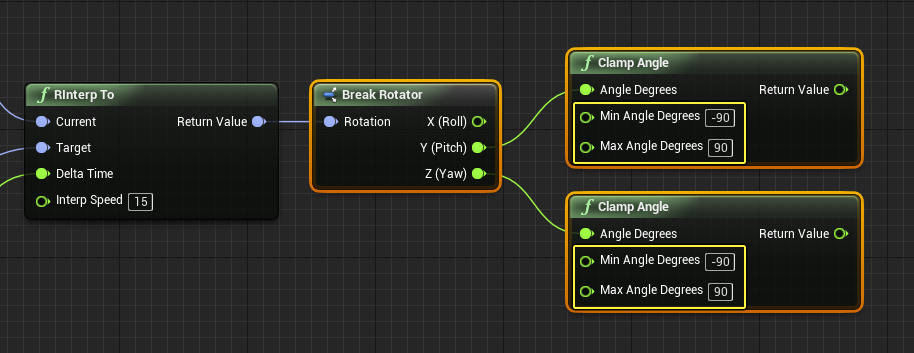 RInterp To
Current Return Value
Target
Delta Time
Interp Speed 15
Break Rotator
Rotation X (Roll)
Y (Pitch)
Z (Yaw)
Clamp Angle
Angle Degrees Return Value
Min Angle Degrees -90
Max Angle Degrees 90
Clamp Angle
Angle Degrees Return Value
Min Angle Degrees -90
Max Angle Degrees 90